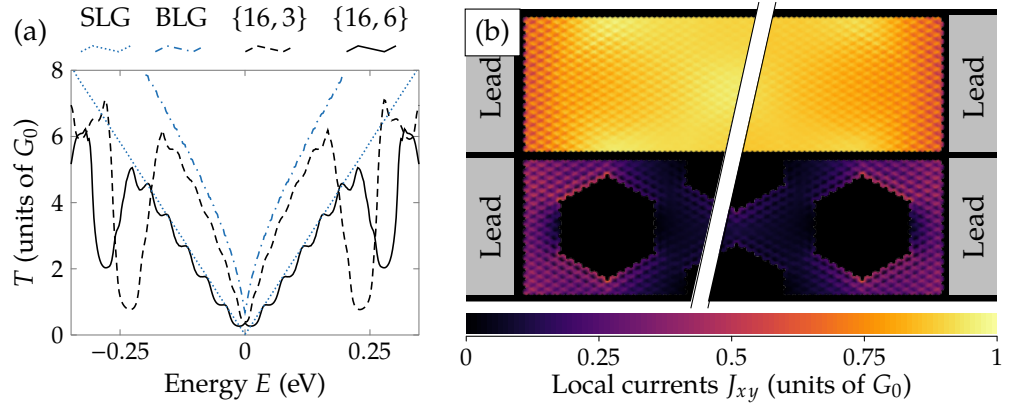 (a)
SLG BLG {16, 3} {16, 6}
8
6
4
2
0
T (units of G₀)
−0.25 0 0.25
Energy E (eV)
(b)
Lead Lead
Lead Lead
0 0.25 0.5 0.75 1
Local currents Jₓᵧ (units of G₀)